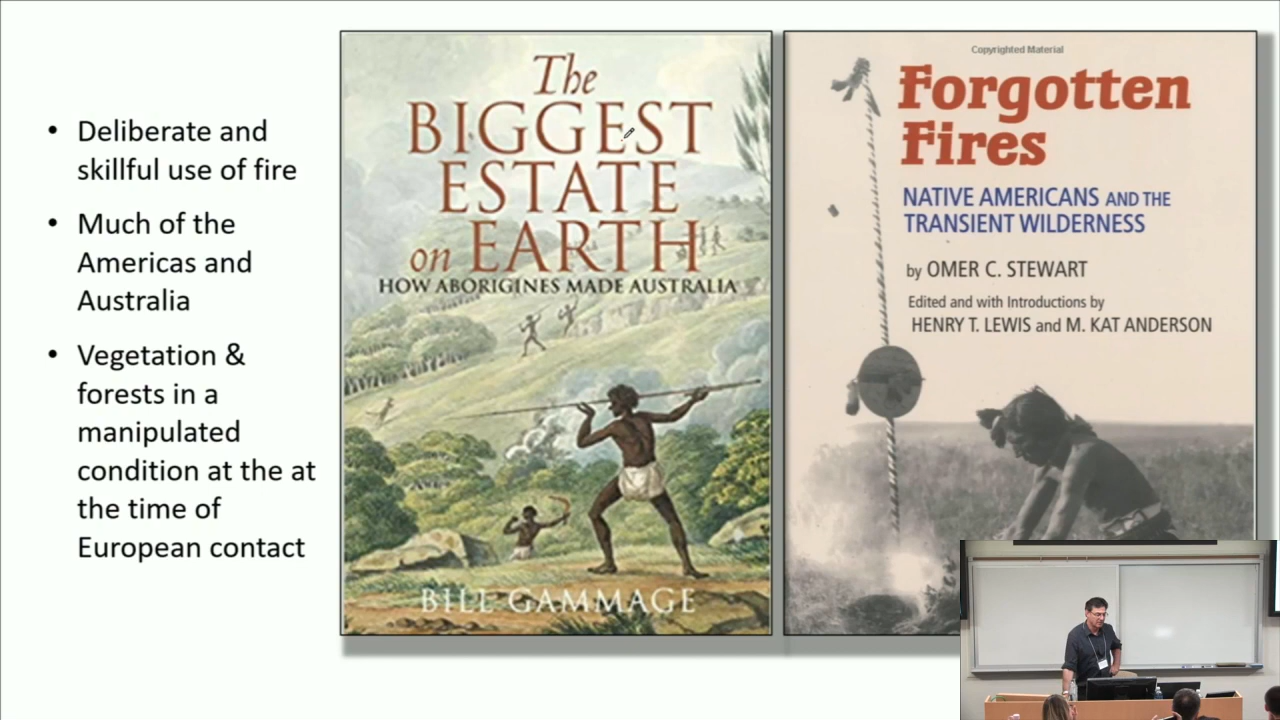 • Deliberate and
skillful use of fire
• Much of the
Americas and
Australia
• Vegetation &
forests in a
manipulated
condition at the at
the time of
European contact
The
BIGGEST
ESTATE
on EARTH
HOW ABORIGINES MADE AUSTRALIA
BILL GAMMAGE
Copyrighted Material
Forgotten
Fires
NATIVE AMERICANS AND THE
TRANSIENT WILDERNESS
by OMER C. STEWART
Edited and with Introductions by
HENRY T. LEWIS and M. KAT ANDERSON